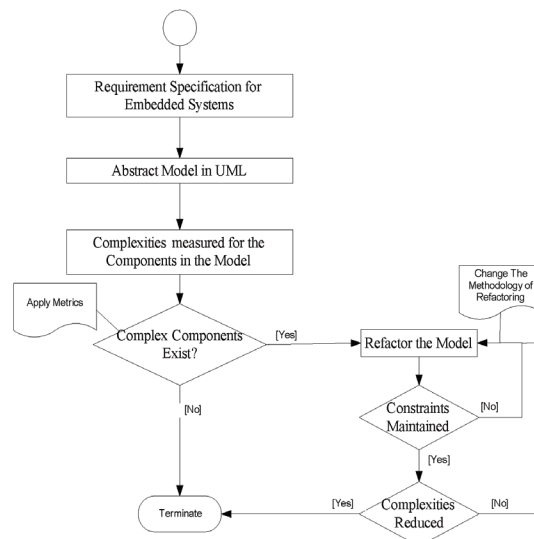 Requirement Specification for
Embedded Systems
Abstract Model in UML
Complexities measured for the
Components in the Model
Change The
Methodology of
Refactoring
Apply Metrics
Complex Components
Exist?
[Yes]
Refactor the Model
[No]
Constraints
Maintained
[No]
[Yes]
Terminate
[Yes]
Complexities
Reduced
[No]